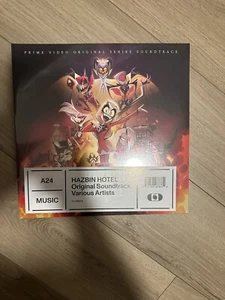 PRIME VIDEO ORIGINAL SERIES SOUNDTRACK
A24
MUSIC
HAZBIN HOTEL
Original Soundtrack
Various Artists